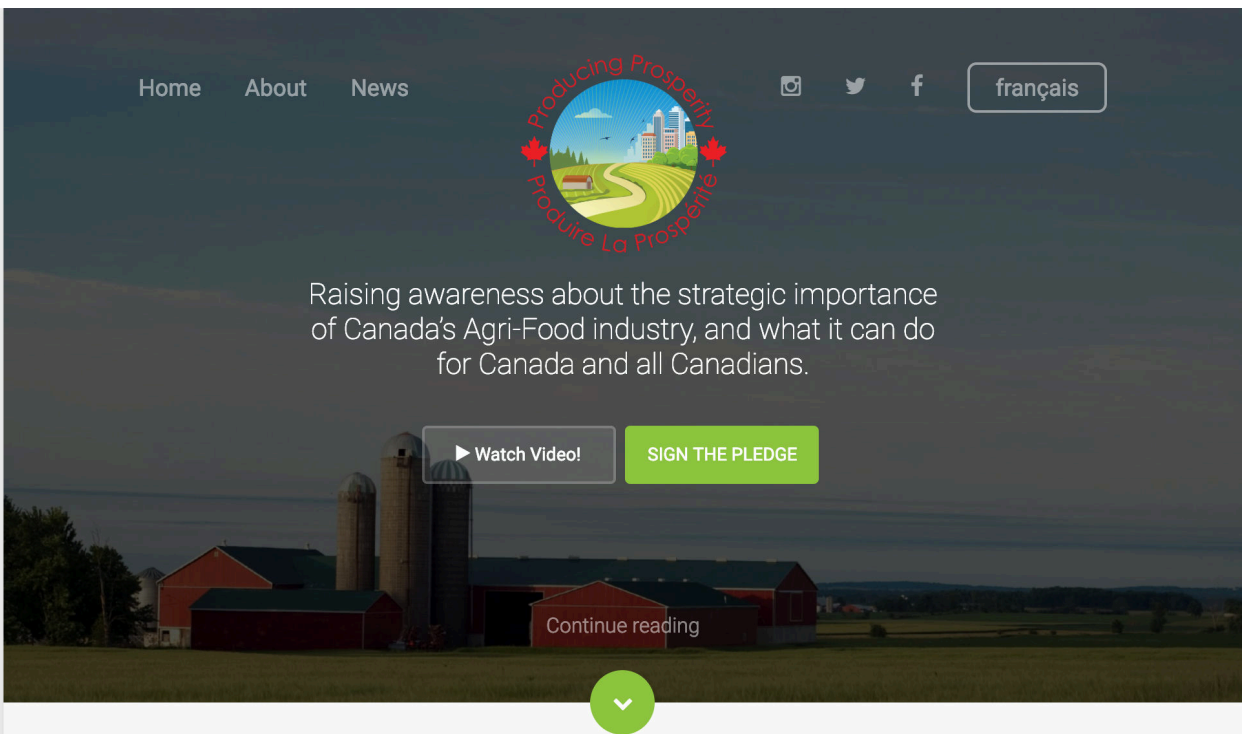 Home About News
Producing Prosperity
Produire La Prospérité
français
Raising awareness about the strategic importance
of Canada's Agri-Food industry, and what it can do
for Canada and all Canadians.
Watch Video!
SIGN THE PLEDGE
Continue reading